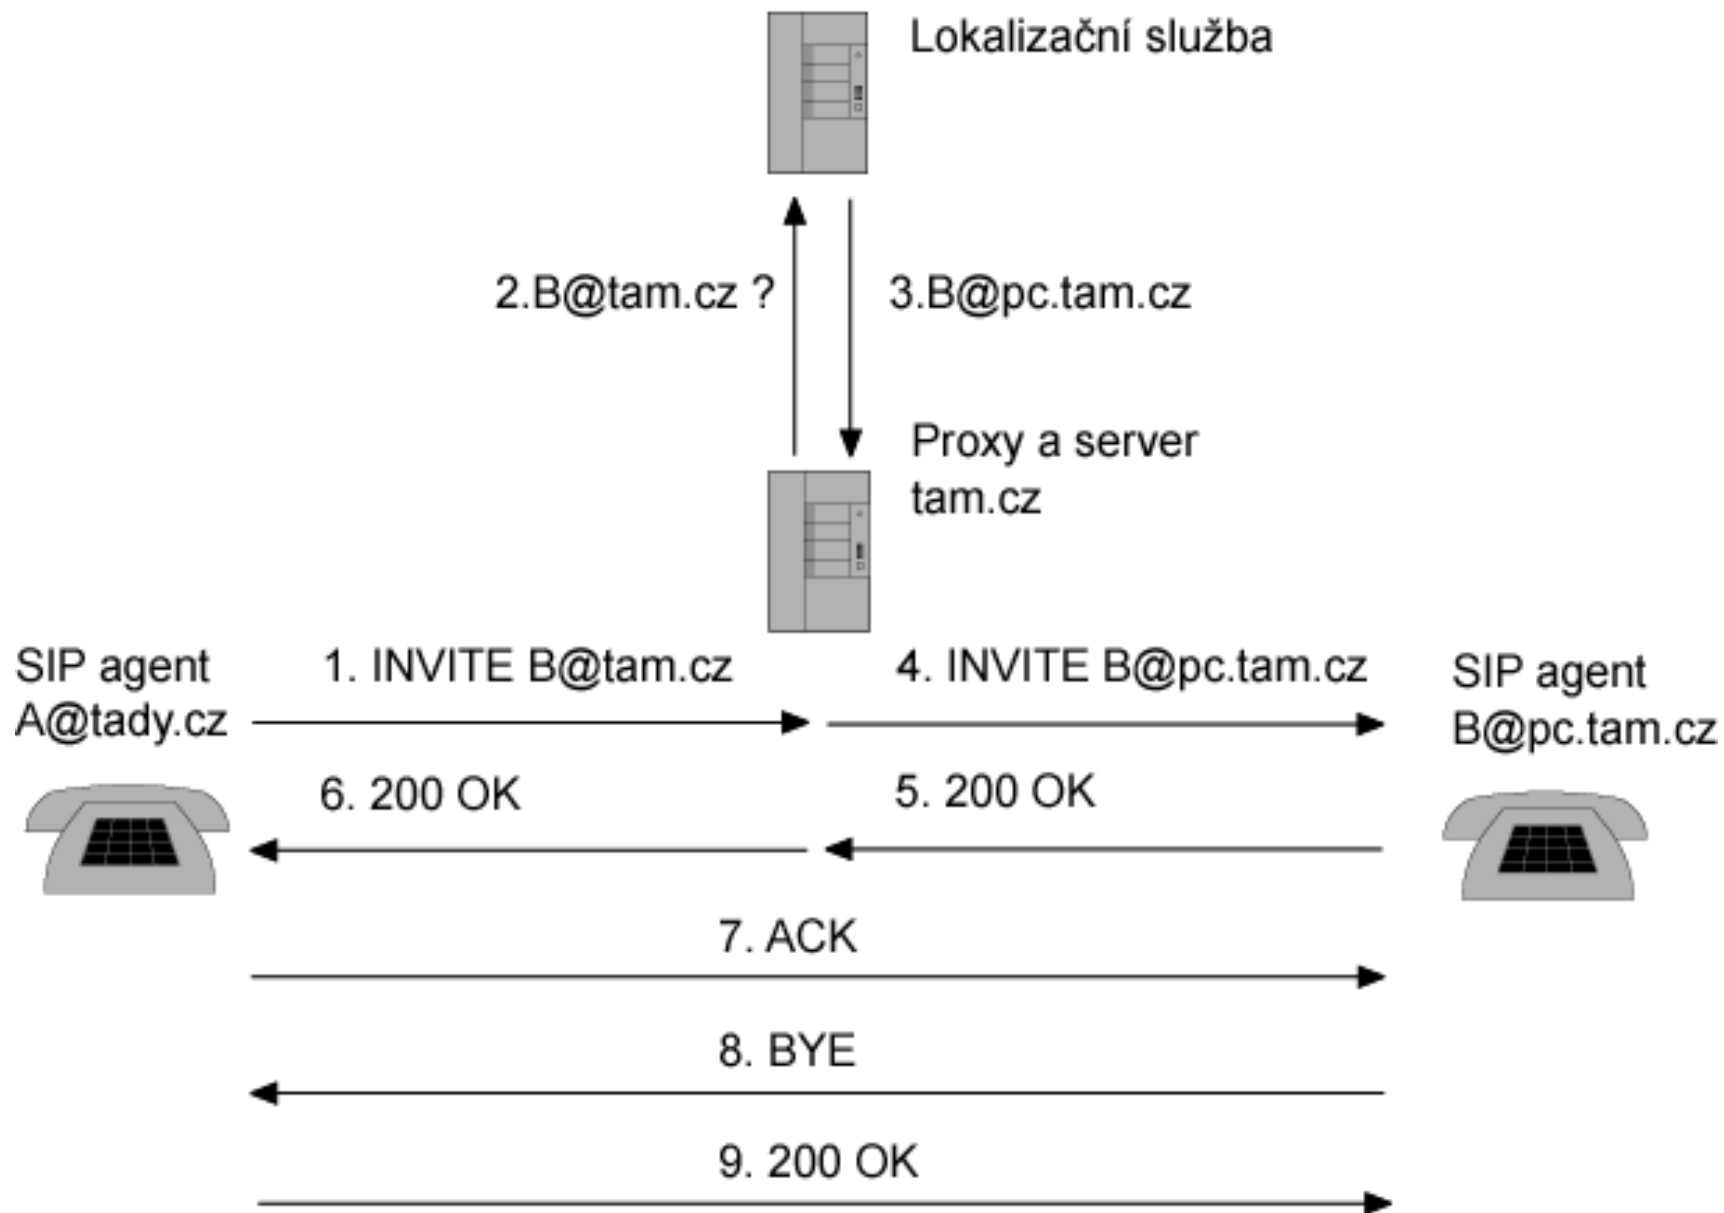 Lokalizační služba
2.B@tam.cz ?
3.B@pc.tam.cz
Proxy a server
tam.cz
SIP agent
A@tady.cz
1. INVITE B@tam.cz
4. INVITE B@pc.tam.cz
SIP agent
B@pc.tam.cz
6. 200 OK
5. 200 OK
7. ACK
8. BYE
9. 200 OK